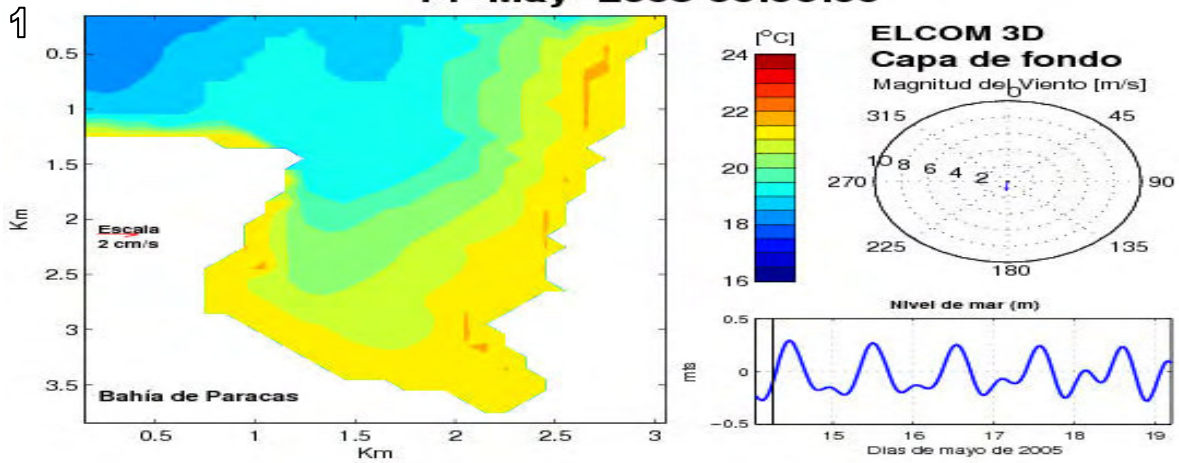 1
ELCOM 3D
Capa de fondo
Magnitud del Viento [m/s]
[°C]
24
22
20
18
16
0
45
90
135
180
225
270
315
10 8 6 4 2
Km
0.5
1
1.5
2
2.5
3
3.5
Escala
2 cm/s
Bahía de Paracas
0.5 1 1.5 2 2.5 3
Km
Nivel de mar (m)
mts
0.5
0
-0.5
15 16 17 18 19
Dias de mayo de 2005